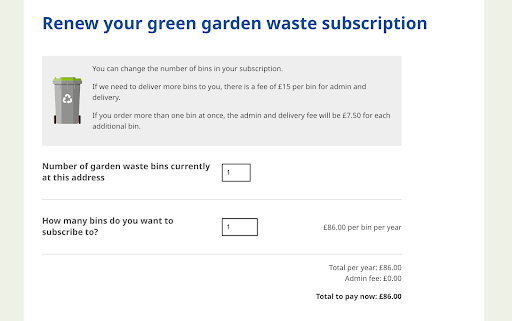 Renew your green garden waste subscription
You can change the number of bins in your subscription.
If we need to deliver more bins to you, there is a fee of £15 per bin for admin and
delivery.
If you order more than one bin at once, the admin and delivery fee will be £7.50 for each
additional bin.
Number of garden waste bins currently
at this address
1
How many bins do you want to
subscribe to?
1
£86.00 per bin per year
Total per year: £86.00
Admin fee: £0.00
Total to pay now: £86.00